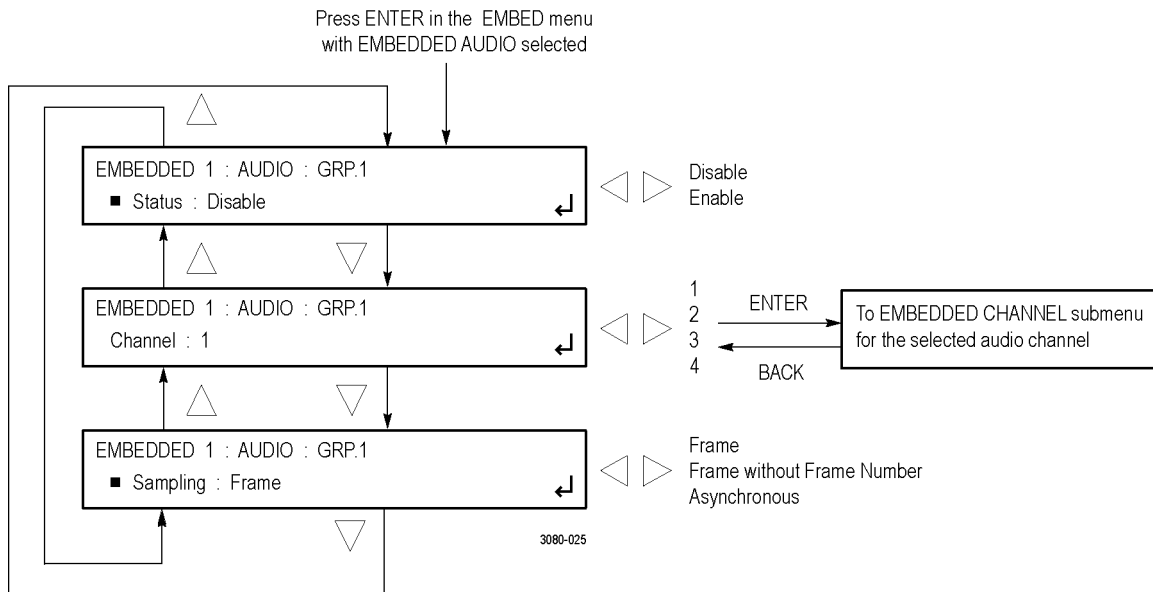 Press ENTER in the EMBED menu
with EMBEDDED AUDIO selected
EMBEDDED 1 : AUDIO : GRP.1
■ Status : Disable
Disable
Enable
EMBEDDED 1 : AUDIO : GRP.1
Channel : 1
1
2
3
4
ENTER
BACK
To EMBEDDED CHANNEL submenu
for the selected audio channel
EMBEDDED 1 : AUDIO : GRP.1
■ Sampling : Frame
Frame
Frame without Frame Number
Asynchronous
3080-025